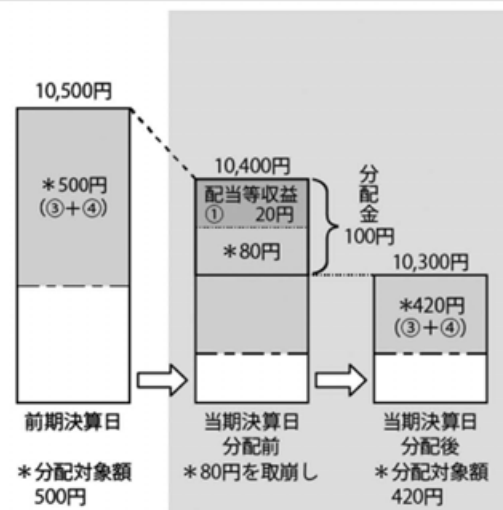 10,500円
*500円
(③+④)
前期決算日
*分配対象額
500円
10,400円
配当等収益
① 20円
*80円
分配金
100円
当期決算日
分配前
*80円を取崩し
10,300円
*420円
(③+④)
当期決算日
分配後
*分配対象額
420円